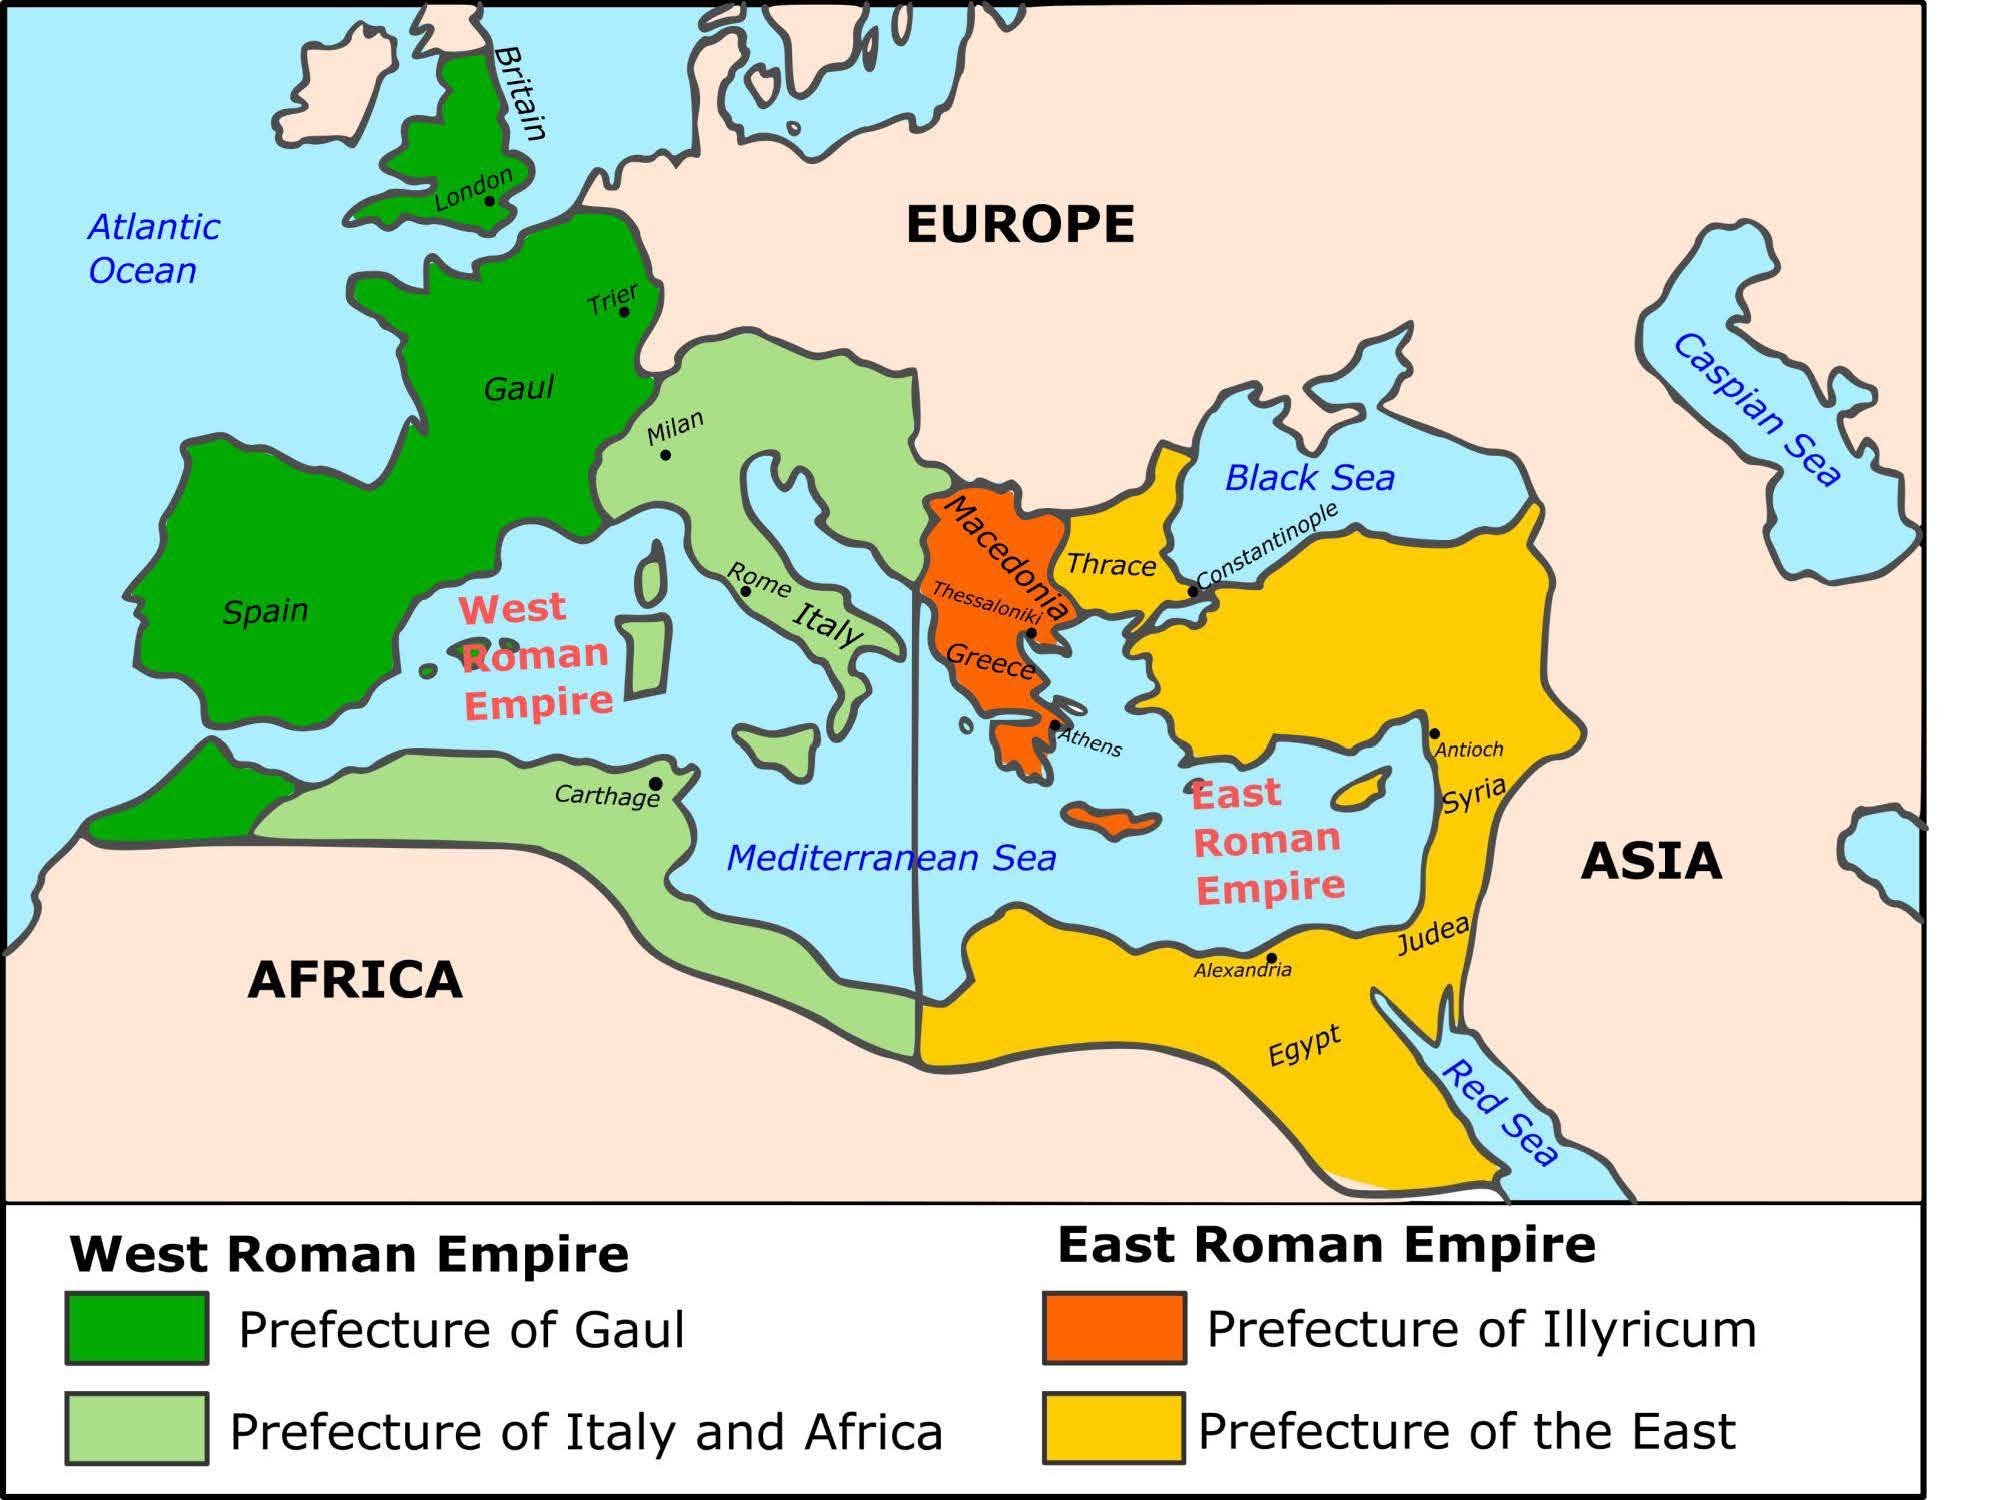 Britain
London
Atlantic
Ocean
EUROPE
Trier
Gaul
Caspian Sea
Milan
Black Sea
Macedonia
Constantinople
Thrace
Rome
Thessaloniki
Spain
West
Roman
Empire
Italy
Greece
Athens
Antioch
Carthage
Syria
East
Roman
Empire
Mediterranean Sea
ASIA
Judea
AFRICA
Alexandria
Egypt
Red Sea
West Roman Empire
Prefecture of Gaul
Prefecture of Italy and Africa
East Roman Empire
Prefecture of Illyricum
Prefecture of the East